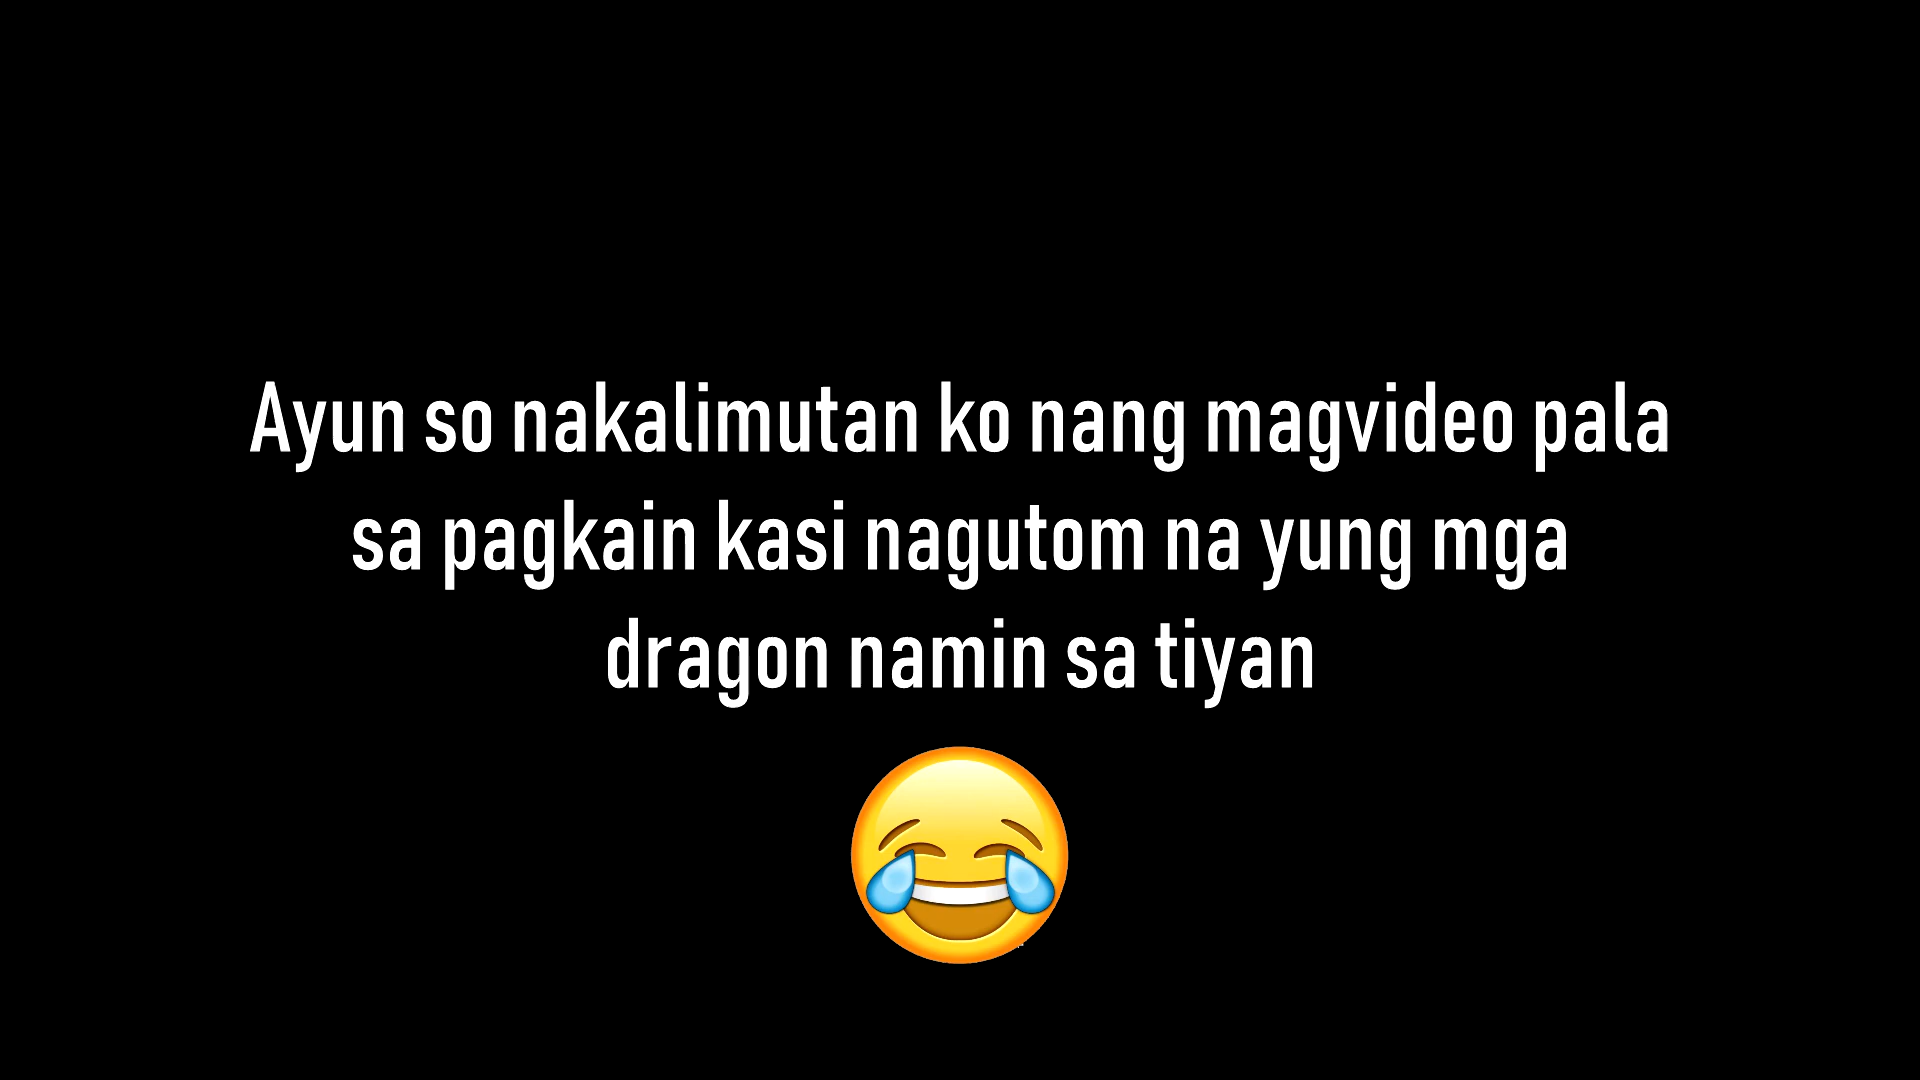 Ayun so nakalimutan ko nang magvideo pala
sa pagkain kasi nagutom na yung mga
dragon namin sa tiyan